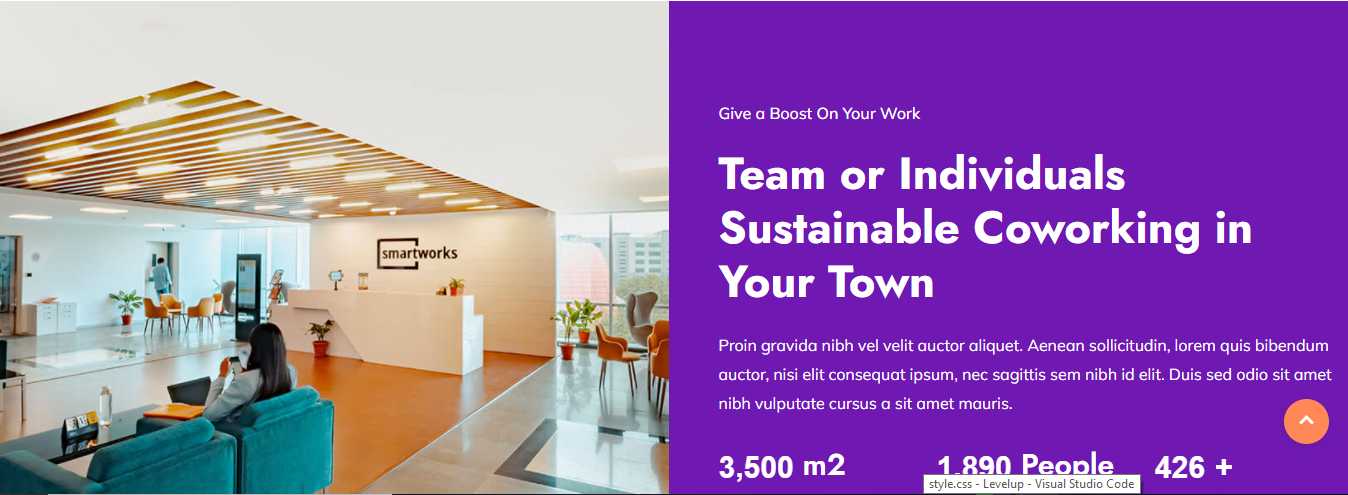 smartworks
Give a Boost On Your Work
Team or Individuals
Sustainable Coworking in
Your Town
Proin gravida nibh vel velit auctor aliquet. Aenean sollicitudin, lorem quis bibendum
auctor, nisi elit consequat ipsum, nec sagittis sem nibh id elit. Duis sed odio sit amet
nibh vulputate cursus a sit amet mauris.
3,500 m2 1,890 People 426 +
style.css - Levelup - Visual Studio Code